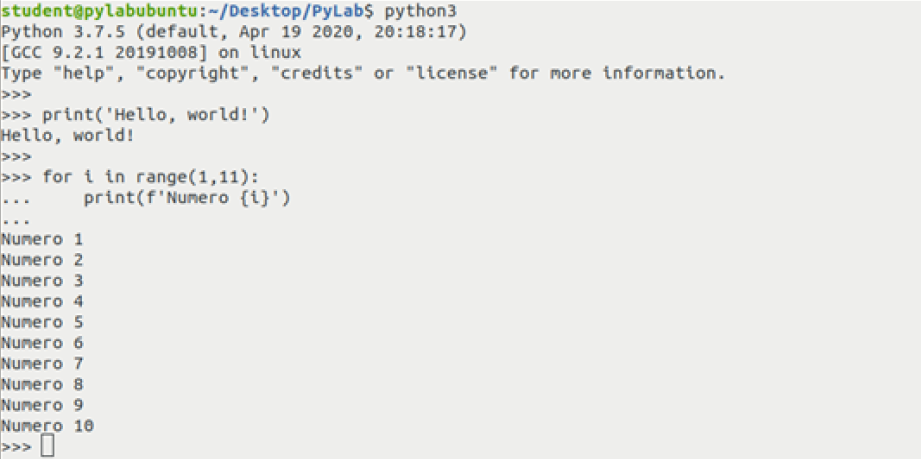 student@pylabubuntu:~/Desktop/PyLab$ python3
Python 3.7.5 (default, Apr 19 2020, 20:18:17)
[GCC 9.2.1 20191008] on linux
Type "help", "copyright", "credits" or "license" for more information.
>>>
>>> print('Hello, world!')
Hello, world!
>>>
>>> for i in range(1,11):
...     print(f'Numero {i}')
...
Numero 1
Numero 2
Numero 3
Numero 4
Numero 5
Numero 6
Numero 7
Numero 8
Numero 9
Numero 10
>>>